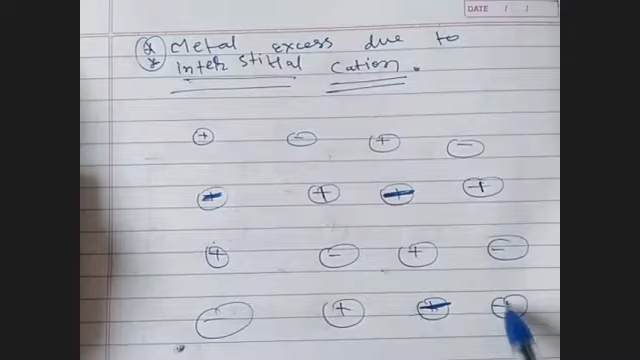 DATE / /
Metal excess due to
Interstitial Cation.
+ - + -
- + - +
+ - + -
- + - +